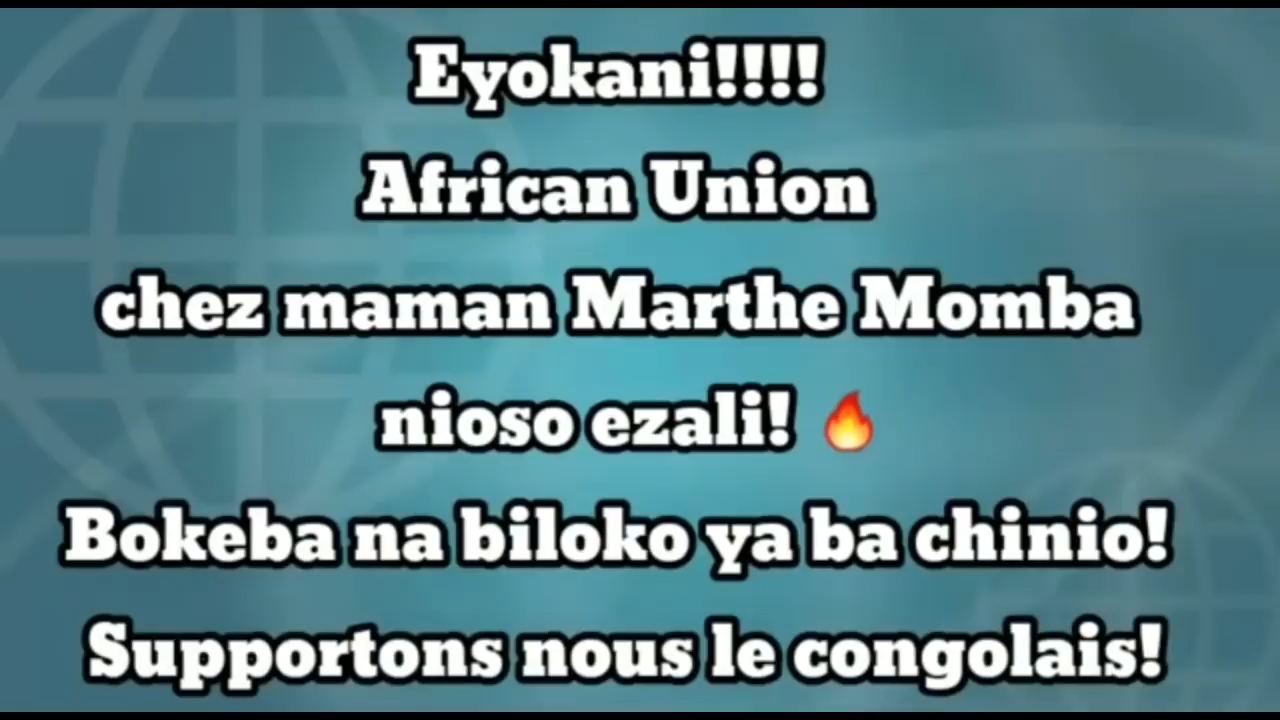 Eyokani!!!!
African Union
chez maman Marthe Momba
nioso ezali! 🔥
Bokeba na biloko ya ba chinio!
Supportons nous le congolais!